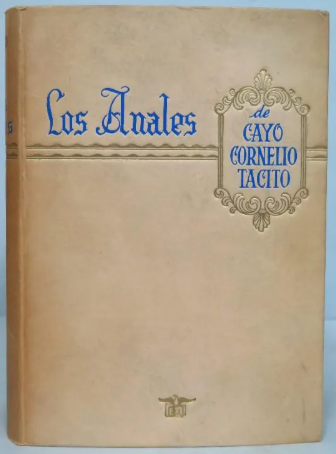 Los Anales
de
CAYO
CORNELIO
TACITO